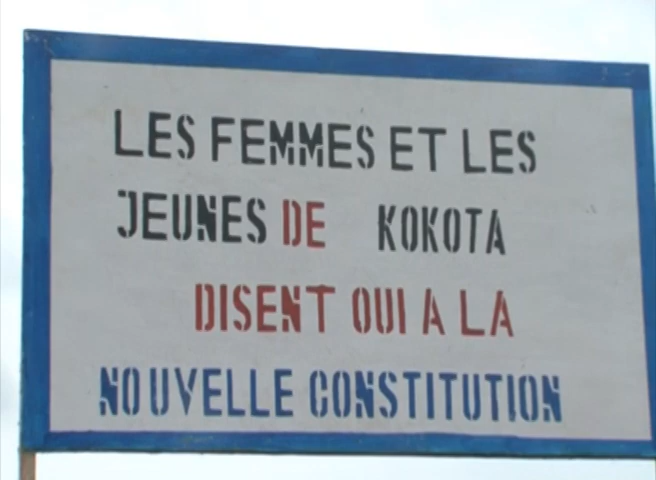 LES FEMMES ET LES
JEUNES DE KOKOTA
DISENT OUI A LA
NOUVELLE CONSTITUTION